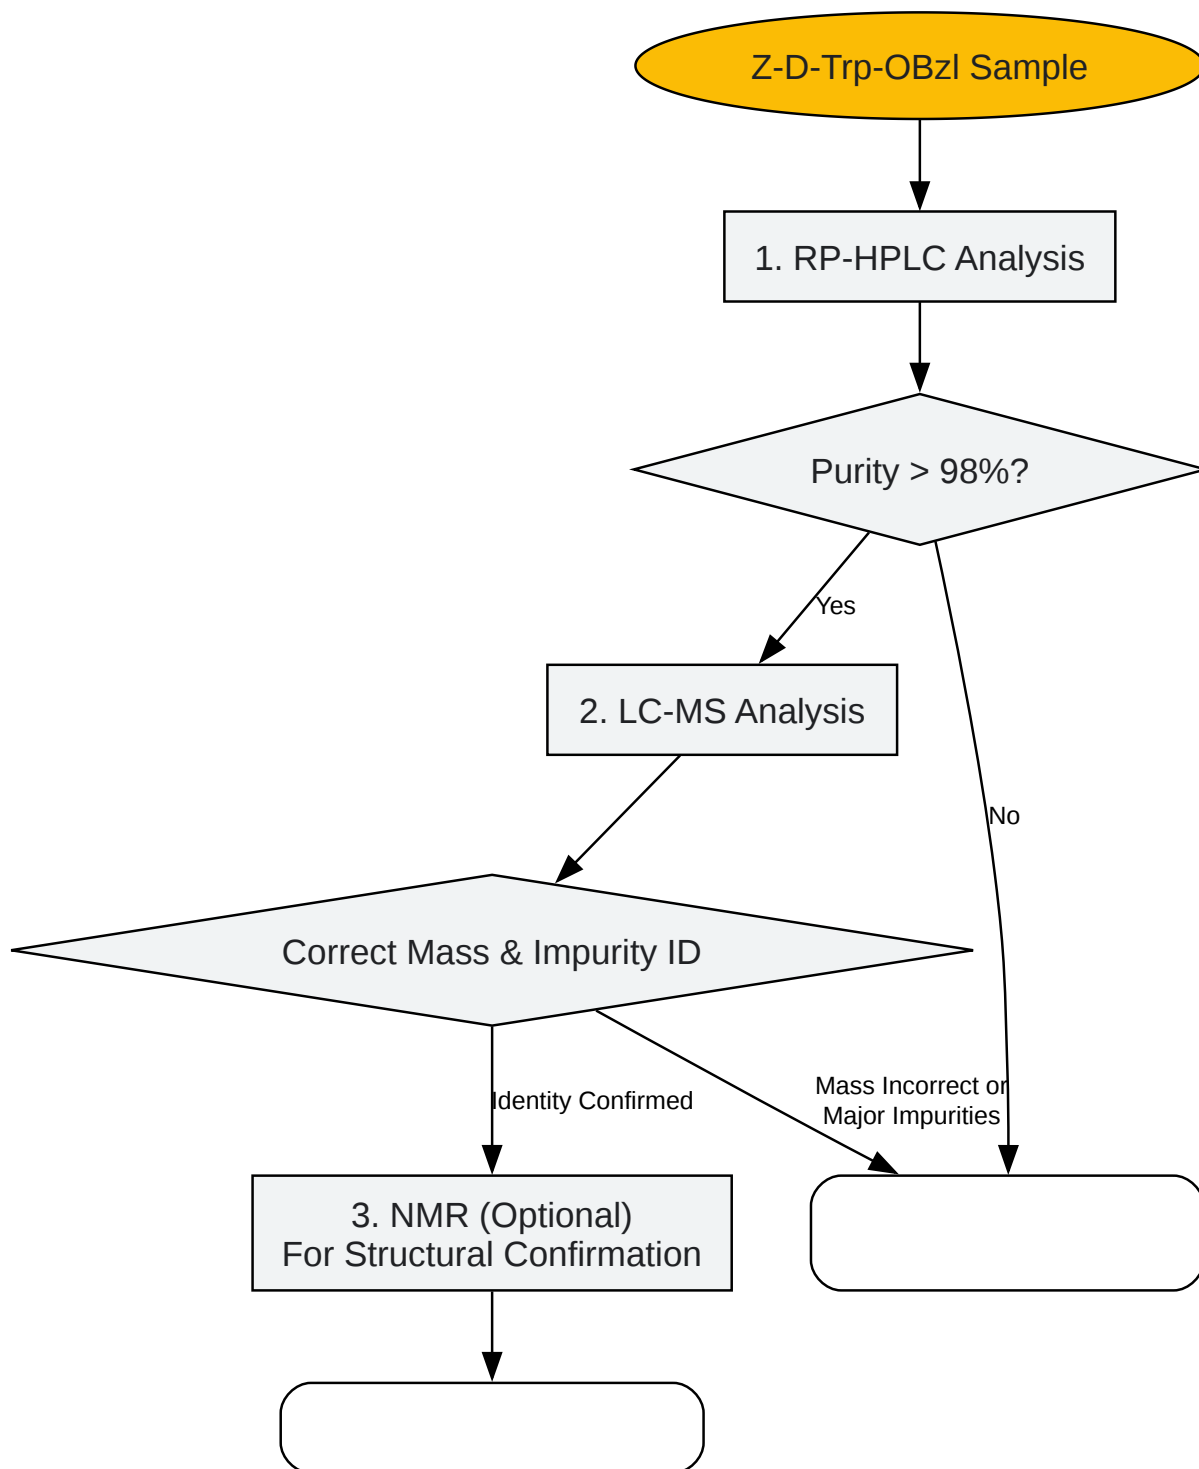 Z-D-Trp-OBzl Sample
1. RP-HPLC Analysis
Purity > 98%?
Yes
2. LC-MS Analysis
No
Correct Mass & Impurity ID
Identity Confirmed
Mass Incorrect or
Major Impurities
3. NMR (Optional)
For Structural Confirmation